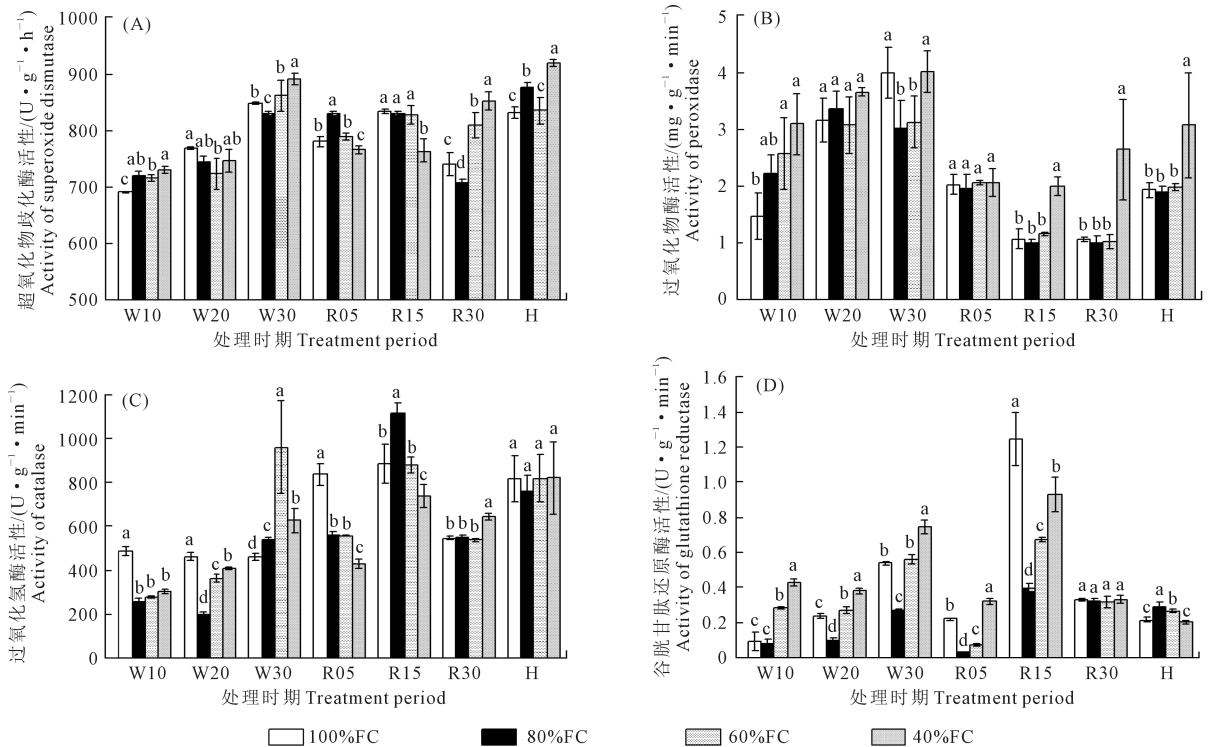 (A)
超氧化物歧化酶活性/(U·g⁻¹·h⁻¹)
Activity of superoxide dismutase
1000
900
800
700
600
500
c ab b a
a ab b ab
b c b a
b a b c
a a a b
c d b a
b b c a
W10 W20 W30 R05 R15 R30 H
处理时期 Treatment period
(B)
过氧化物酶活性/(mg·g⁻¹·min⁻¹)
Activity of peroxidase
5
4
3
2
1
0
b ab a a
a a a a
a b b a
a a a a
b b b a
b b b a
b b b a
W10 W20 W30 R05 R15 R30 H
处理时期 Treatment period
(C)
过氧化氢酶活性/(U·g⁻¹·min⁻¹)
Activity of catalase
1200
1000
800
600
400
200
0
a b b b
a d c b
d c a b
a b b c
b a b c
b b b a
a a a a
W10 W20 W30 R05 R15 R30 H
处理时期 Treatment period
(D)
谷胱甘肽还原酶活性/(U·g⁻¹·min⁻¹)
Activity of glutathione reductase
1.6
1.4
1.2
1.0
0.8
0.6
0.4
0.2
0
c c b a
c d b a
b c b a
b d c a
a d c b
a a a a
c a b c
W10 W20 W30 R05 R15 R30 H
处理时期 Treatment period
100%FC 80%FC 60%FC 40%FC